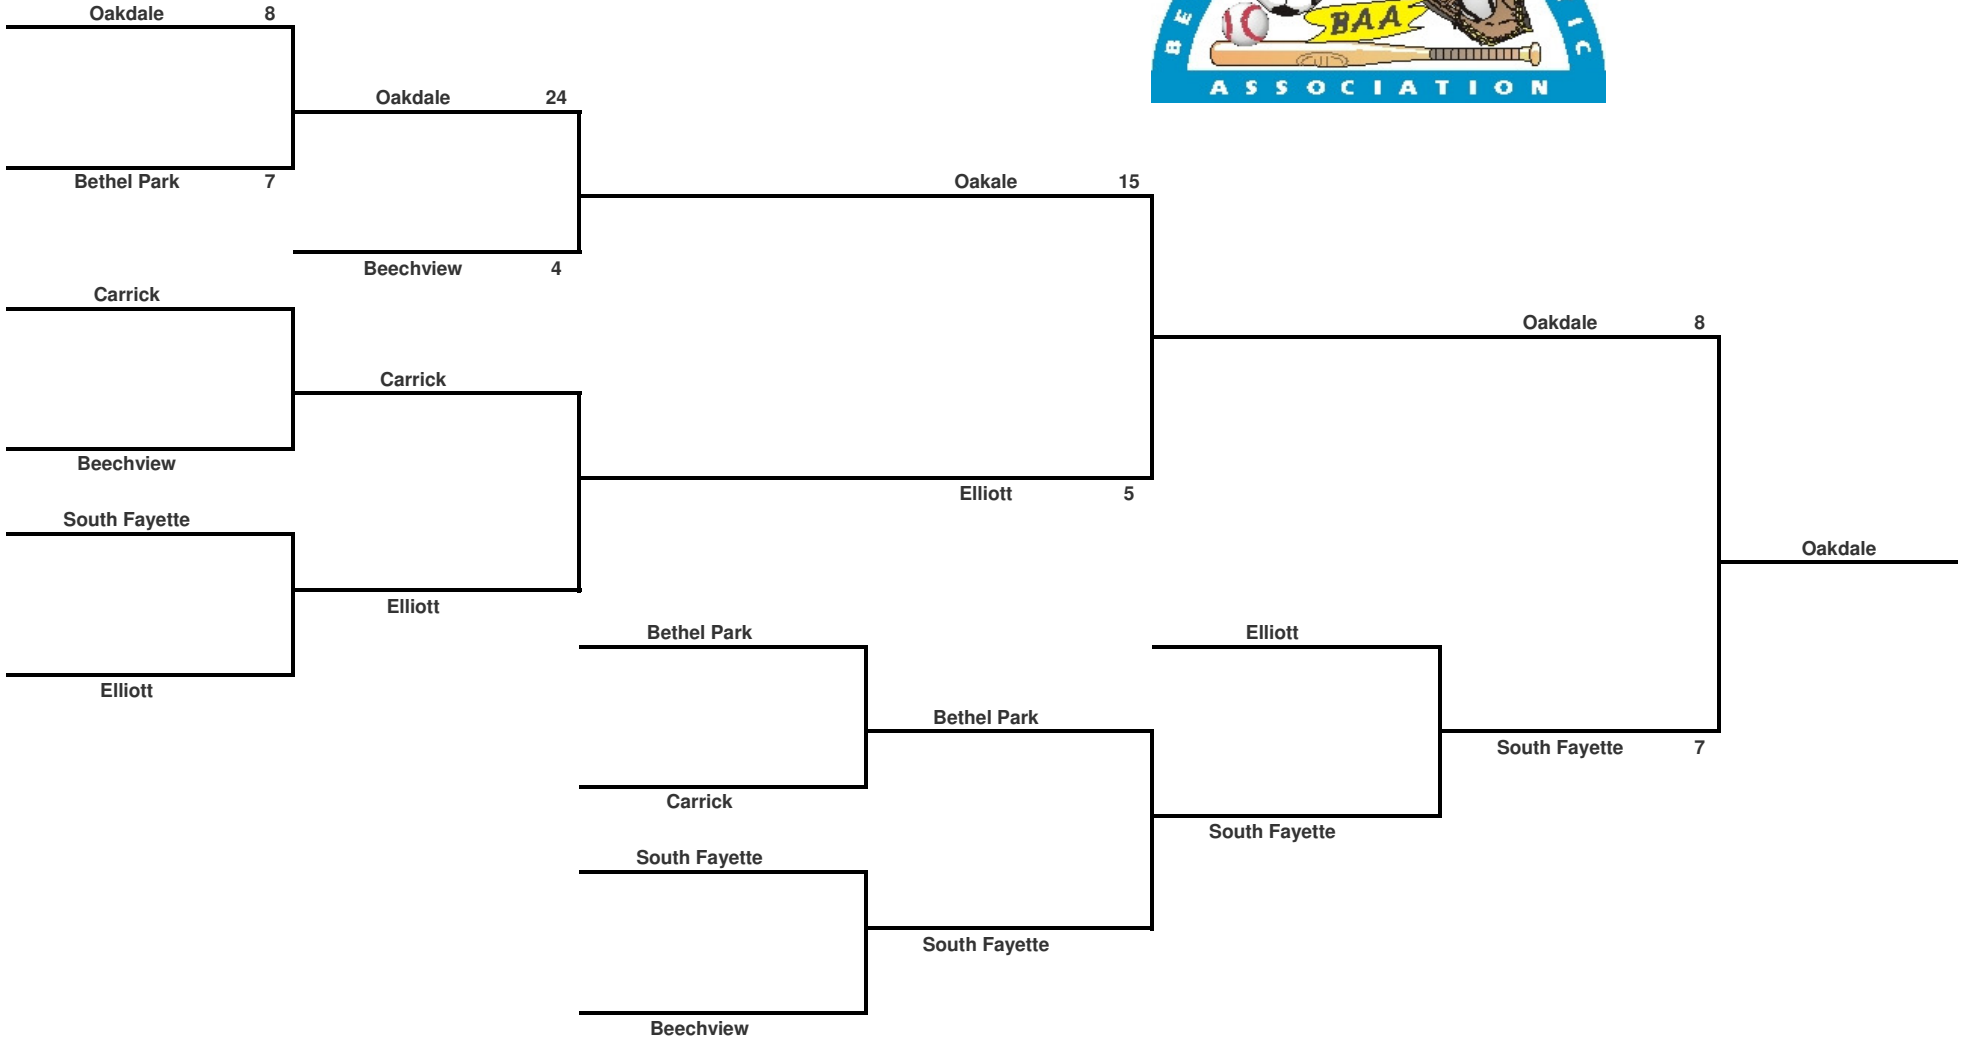 Oakdale 8
BAA
ASSOCIATION
Oakdale 24
Bethel Park 7
Oakale 15
Beechview 4
Carrick
Oakdale 8
Carrick
Beechview
Elliott 5
South Fayette
Oakdale
Elliott
Bethel Park
Elliott
Elliott
Bethel Park
South Fayette 7
Carrick
South Fayette
South Fayette
South Fayette
Beechview